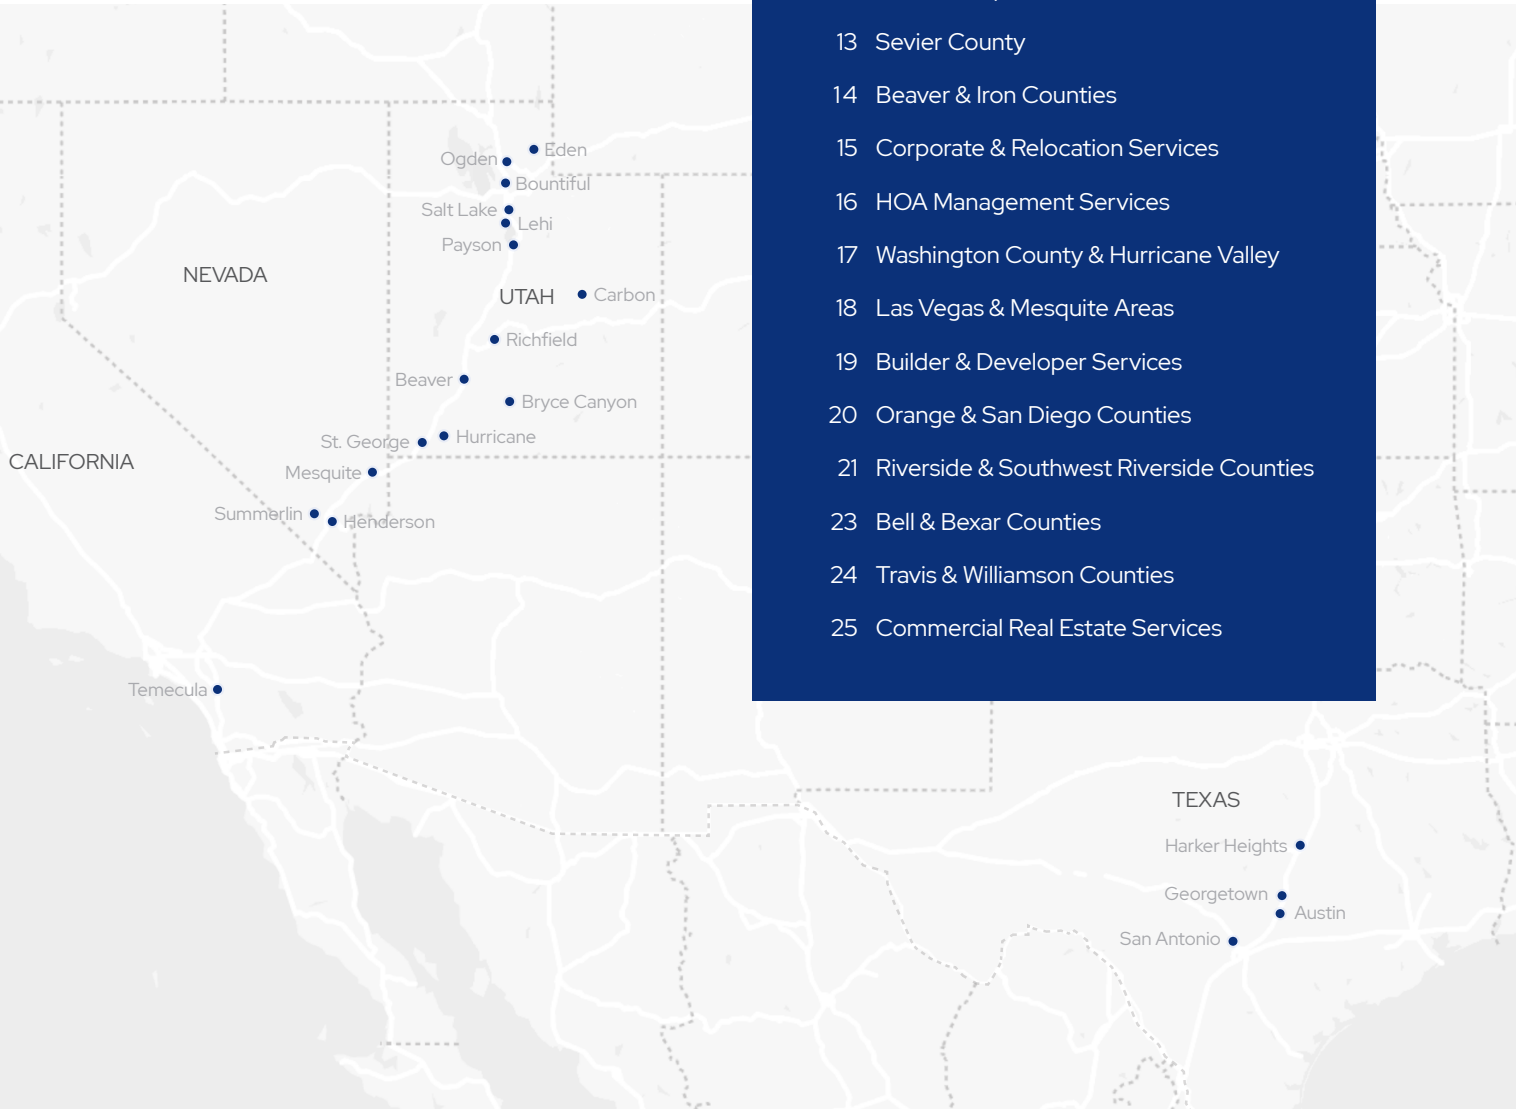 13 Sevier County
14 Beaver & Iron Counties
15 Corporate & Relocation Services
16 HOA Management Services
17 Washington County & Hurricane Valley
18 Las Vegas & Mesquite Areas
19 Builder & Developer Services
20 Orange & San Diego Counties
21 Riverside & Southwest Riverside Counties
23 Bell & Bexar Counties
24 Travis & Williamson Counties
25 Commercial Real Estate Services
Eden
Ogden
Bountiful
Salt Lake
Lehi
Payson
NEVADA
UTAH
Carbon
Richfield
Beaver
Bryce Canyon
St. George
Hurricane
CALIFORNIA
Mesquite
Summerlin
Henderson
Temecula
TEXAS
Harker Heights
Georgetown
Austin
San Antonio